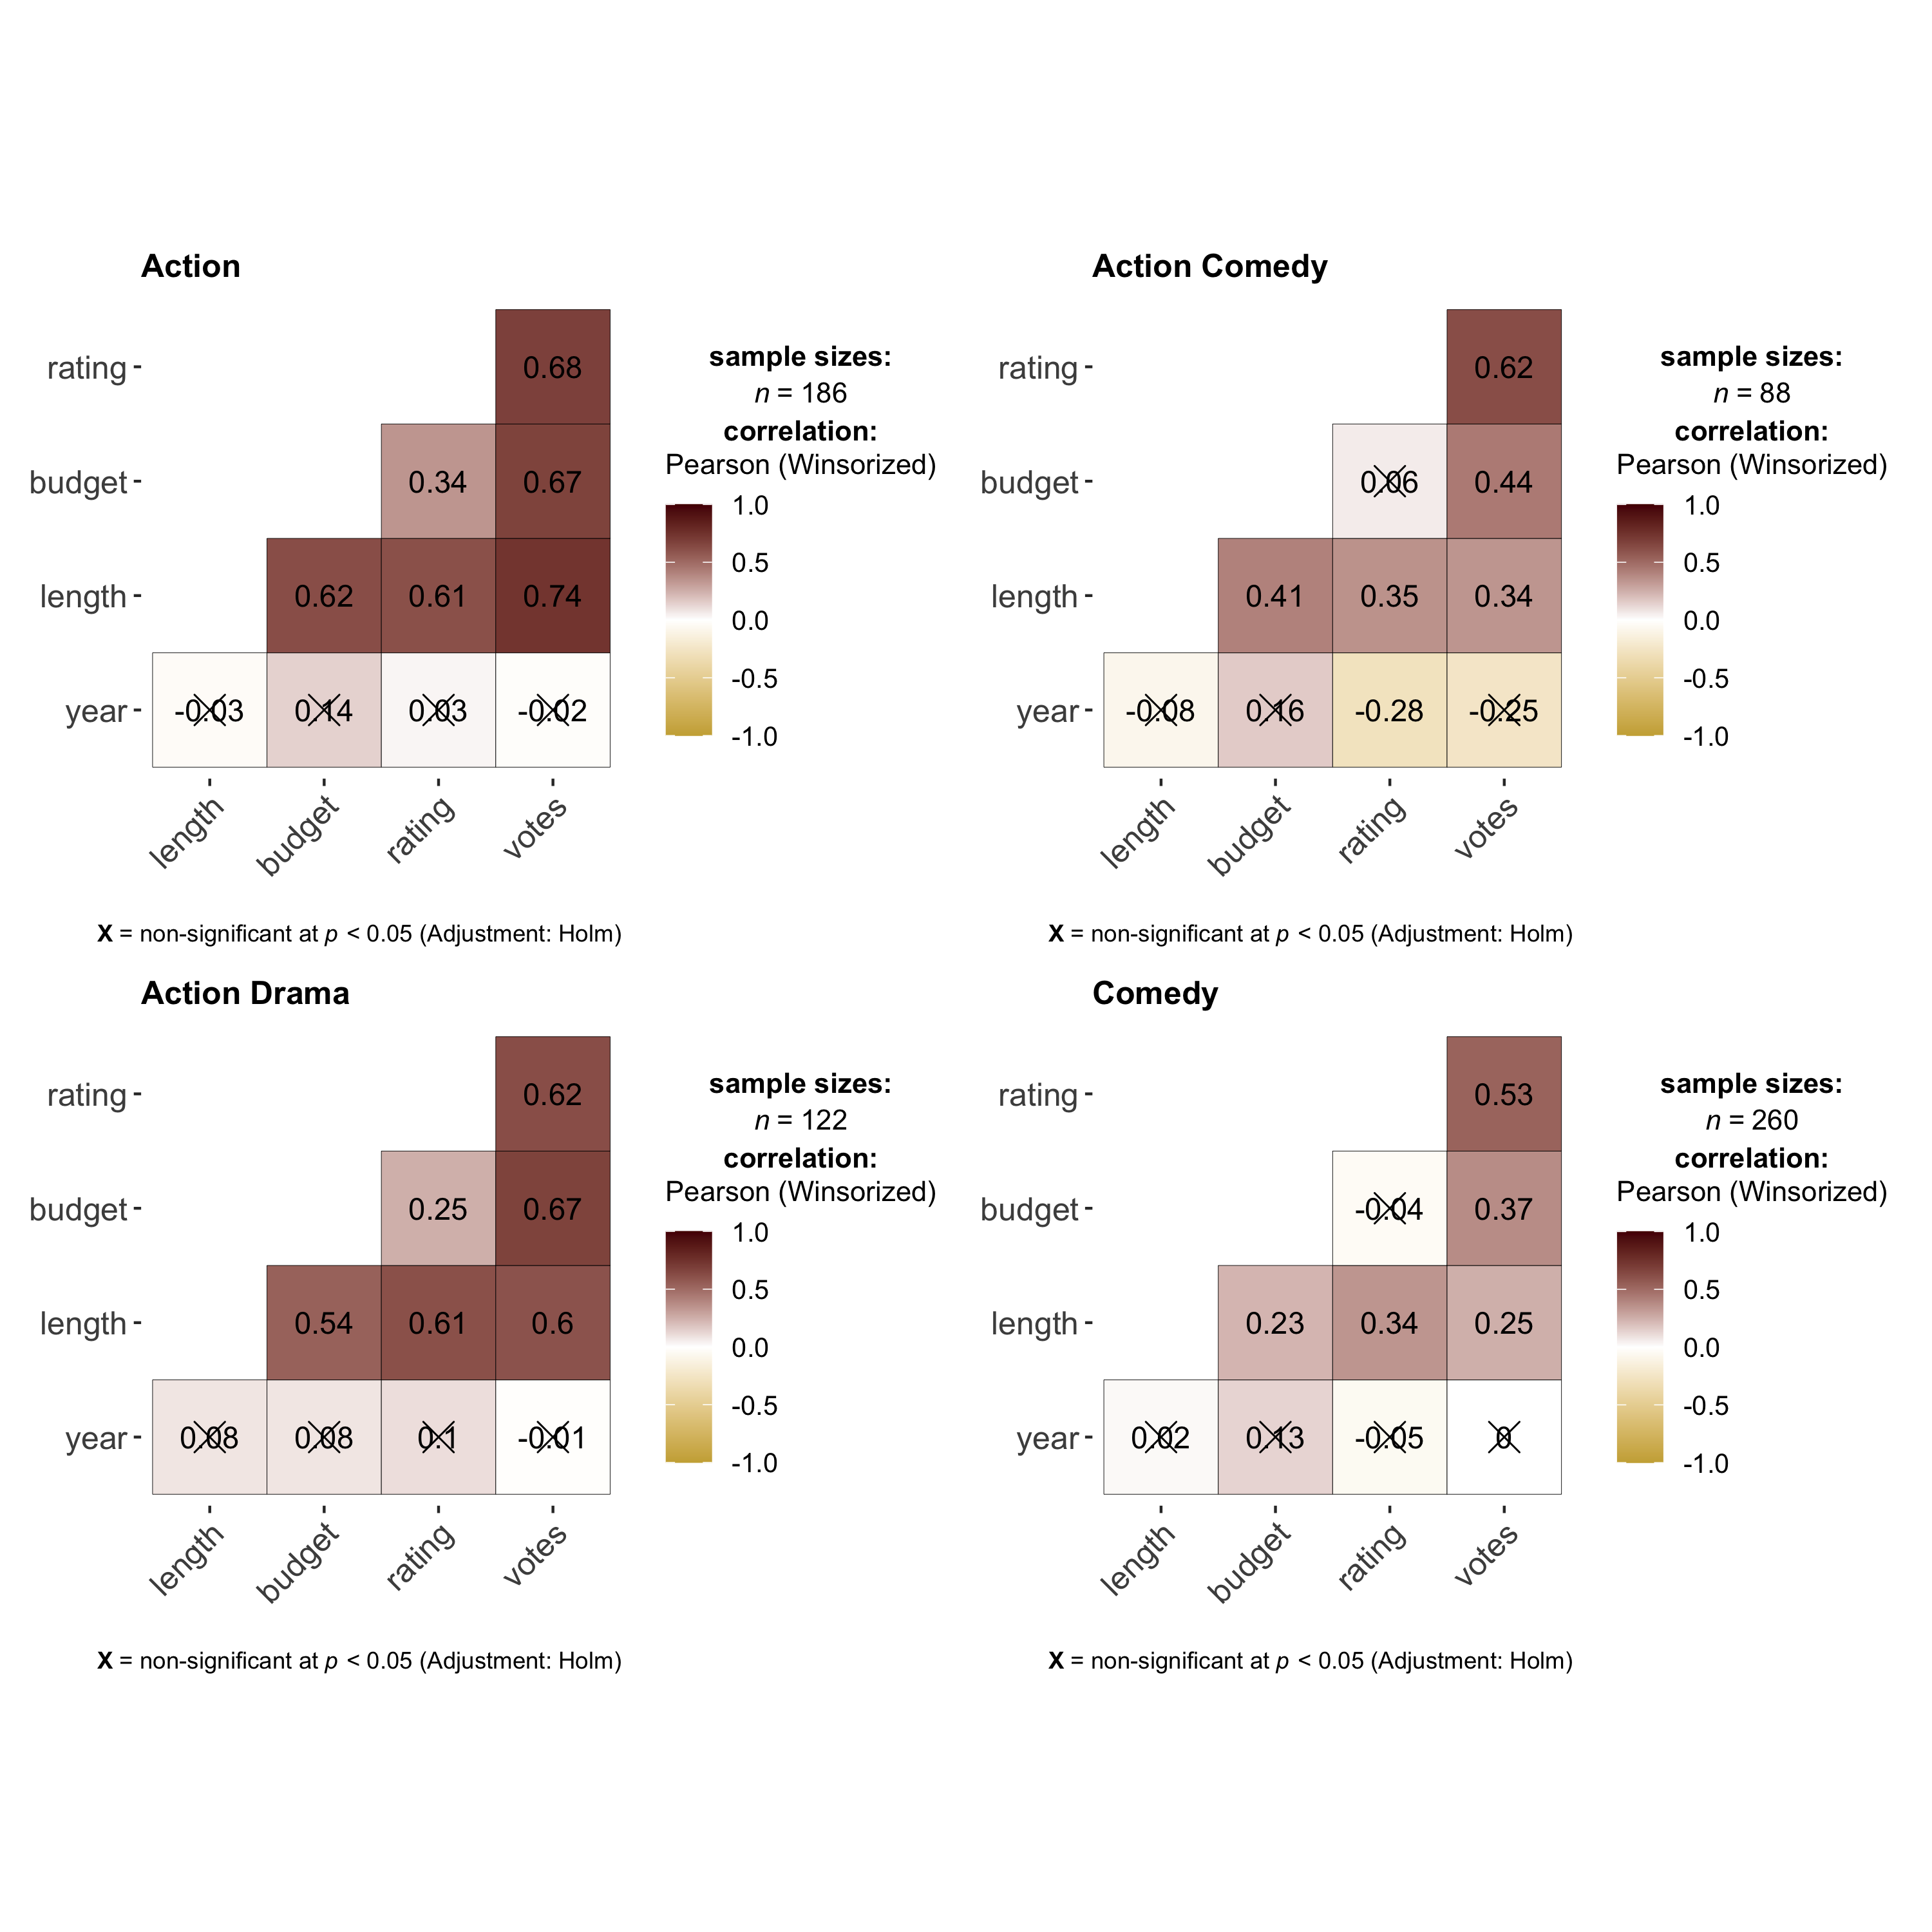 Action
rating
0.68
budget
0.34 0.67
length
0.62 0.61 0.74
year
-0.03 0.14 0.03 -0.02
length budget rating votes
sample sizes:
n = 186
correlation:
Pearson (Winsorized)
1.0
0.5
0.0
-0.5
-1.0
X = non-significant at p < 0.05 (Adjustment: Holm)
Action Comedy
rating
0.62
budget
0.06 0.44
length
0.41 0.35 0.34
year
-0.08 0.16 -0.28 -0.25
length budget rating votes
sample sizes:
n = 88
correlation:
Pearson (Winsorized)
1.0
0.5
0.0
-0.5
-1.0
X = non-significant at p < 0.05 (Adjustment: Holm)
Action Drama
rating
0.62
budget
0.25 0.67
length
0.54 0.61 0.6
year
0.08 0.08 0.1 -0.01
length budget rating votes
sample sizes:
n = 122
correlation:
Pearson (Winsorized)
1.0
0.5
0.0
-0.5
-1.0
X = non-significant at p < 0.05 (Adjustment: Holm)
Comedy
rating
0.53
budget
-0.04 0.37
length
0.23 0.34 0.25
year
0.02 0.13 -0.05 0
length budget rating votes
sample sizes:
n = 260
correlation:
Pearson (Winsorized)
1.0
0.5
0.0
-0.5
-1.0
X = non-significant at p < 0.05 (Adjustment: Holm)